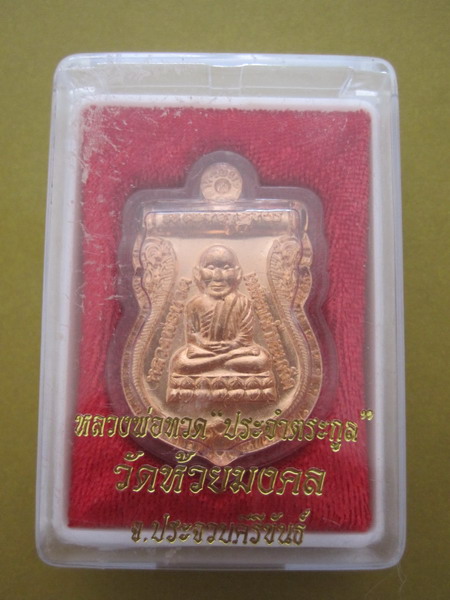 หลวงพ่อทวด "ประจำตระกูล"
วัดห้วยมงคล
จ.ประจวบคีรีขันธ์